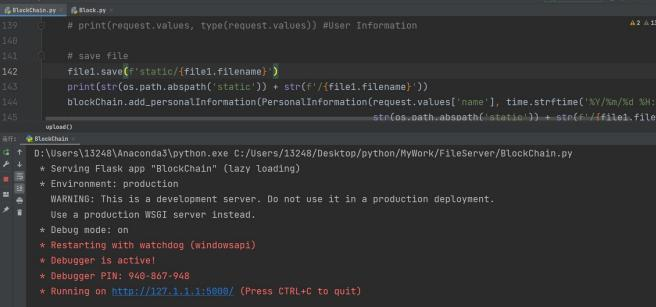 BlockChain.py × Block.py ×
139 # print(request.values, type(request.values)) #User Information 2
140
141 # save file
142 file1.save(f'static/{file1.filename}')
143 print(str(os.path.abspath('static')) + str(f'/{file1.filename}'))
144 blockChain.add_personalInformation(PersonalInformation(request.values['name'], time.strftime('%Y/%m/%d %H:
145 str(os.path.abspath('static')) + str(f'/{file1.file
upload()
运行: BlockChain ×
D:\Users\13248\Anaconda3\python.exe C:/Users/13248/Desktop/python/MyWork/FileServer/BlockChain.py
* Serving Flask app "BlockChain" (lazy loading)
* Environment: production
WARNING: This is a development server. Do not use it in a production deployment.
Use a production WSGI server instead.
* Debug mode: on
* Restarting with watchdog (windowsapi)
* Debugger is active!
* Debugger PIN: 940-867-948
* Running on http://127.1.1.1:5000/ (Press CTRL+C to quit)